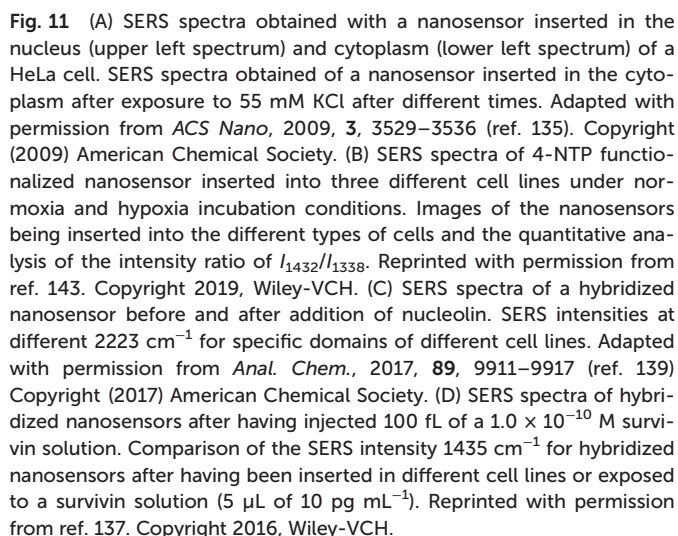 Fig. 11 (A) SERS spectra obtained with a nanosensor inserted in the
nucleus (upper left spectrum) and cytoplasm (lower left spectrum) of a
HeLa cell. SERS spectra obtained of a nanosensor inserted in the cyto-
plasm after exposure to 55 mM KCl after different times. Adapted with
permission from ACS Nano, 2009, 3, 3529–3536 (ref. 135). Copyright
(2009) American Chemical Society. (B) SERS spectra of 4-NTP functio-
nalized nanosensor inserted into three different cell lines under nor-
moxia and hypoxia incubation conditions. Images of the nanosensors
being inserted into the different types of cells and the quantitative ana-
lysis of the intensity ratio of I1432/I1338. Reprinted with permission from
ref. 143. Copyright 2019, Wiley-VCH. (C) SERS spectra of a hybridized
nanosensor before and after addition of nucleolin. SERS intensities at
different 2223 cm−1 for specific domains of different cell lines. Adapted
with permission from Anal. Chem., 2017, 89, 9911–9917 (ref. 139)
Copyright (2017) American Chemical Society. (D) SERS spectra of hybri-
dized nanosensors after having injected 100 fL of a 1.0 × 10−10 M survi-
vin solution. Comparison of the SERS intensity 1435 cm−1 for hybridized
nanosensors after having been inserted in different cell lines or exposed
to a survivin solution (5 μL of 10 pg mL−1). Reprinted with permission
from ref. 137. Copyright 2016, Wiley-VCH.